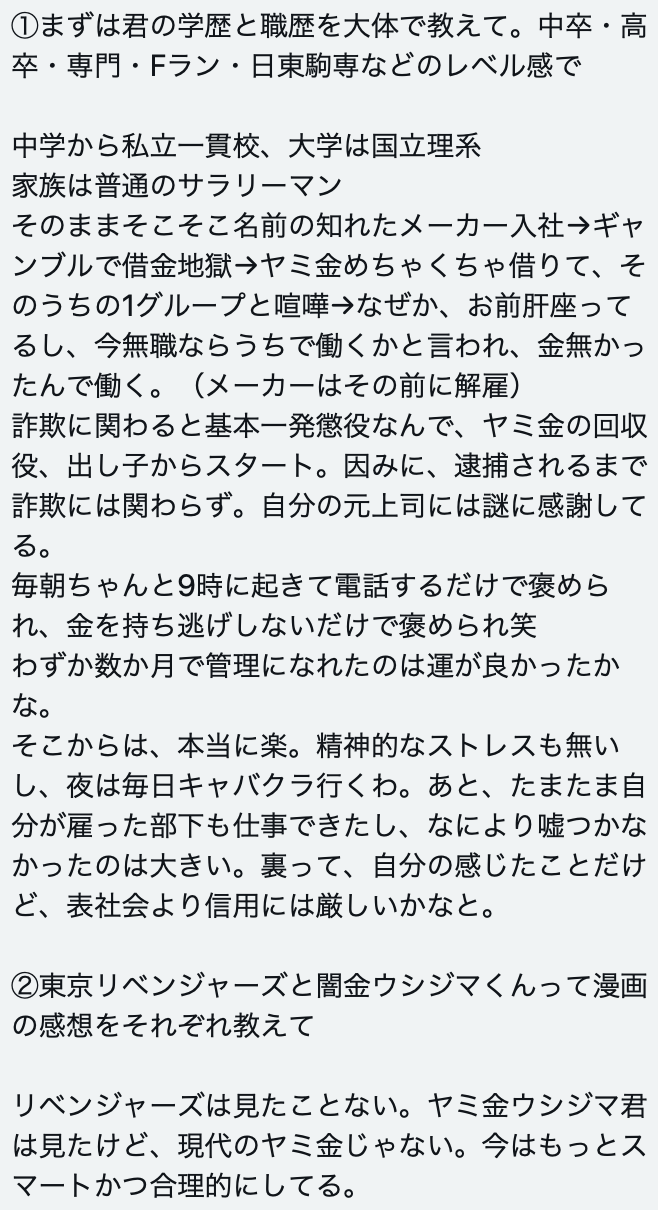 ①まずは君の学歴と職歴を大体で教えて。中卒・高
卒・専門・Fラン・日東駒専などのレベル感で
中学から私立一貫校、大学は国立理系
家族は普通のサラリーマン
そのままそこそこ名前の知れたメーカー入社→ギャ
ンブルで借金地獄→ヤミ金めちゃくちゃ借りて、そ
のうちの1グループと喧嘩→なぜか、お前肝座って
るし、今無職ならうちで働くかと言われ、金無かっ
たんで働く。（メーカーはその前に解雇）
詐欺に関わると基本一発懲役なんで、ヤミ金の回収
役、出し子からスタート。因みに、逮捕されるまで
詐欺には関わらず。自分の元上司には謎に感謝して
る。
毎朝ちゃんと9時に起きて電話するだけで褒めら
れ、金を持ち逃げしないだけで褒められ笑
わずか数か月で管理になれたのは運が良かったか
な。
そこからは、本当に楽。精神的なストレスも無い
し、夜は毎日キャバクラ行くわ。あと、たまたま自
分が雇った部下も仕事できたし、なにより嘘つかな
かったのは大きい。裏って、自分の感じたことだけ
ど、表社会より信用には厳しいかなと。
②東京リベンジャーズと闇金ウシジマくんって漫画
の感想をそれぞれ教えて
リベンジャーズは見たことない。ヤミ金ウシジマ君
は見たけど、現代のヤミ金じゃない。今はもっとス
マートかつ合理的にしてる。